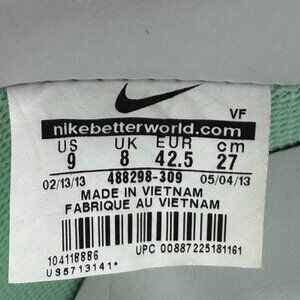 VF
nikebetterworld.com
US UK EUR cm
9 8 42.5 27
02/13/13 488298-309 05/04/13
MADE IN VIETNAM
FABRIQUE AU VIETNAM
104118886 UPC 00887225181161
US6713141*